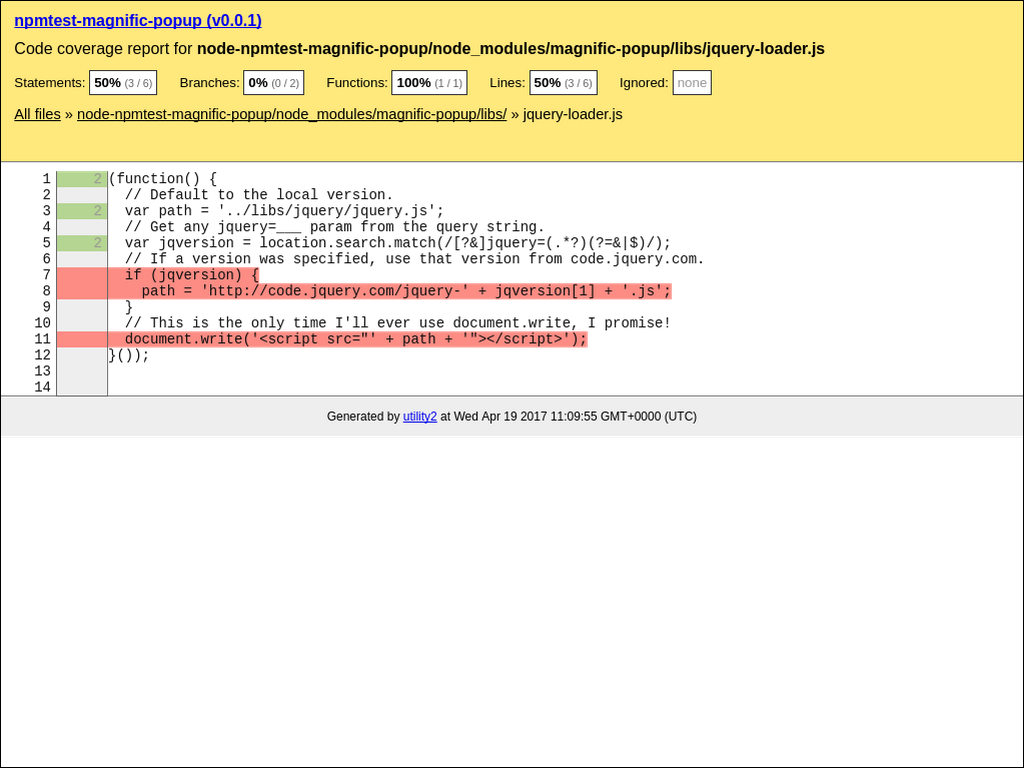 npmtest-magnific-popup (v0.0.1)
Code coverage report for node-npmtest-magnific-popup/node_modules/magnific-popup/libs/jquery-loader.js
Statements: 50% (3 / 6) Branches: 0% (0 / 2) Functions: 100% (1 / 1) Lines: 50% (3 / 6) Ignored: none
All files » node-npmtest-magnific-popup/node_modules/magnific-popup/libs/ » jquery-loader.js
1 2 (function() {
2 // Default to the local version.
3 2 var path = '../libs/jquery/jquery.js';
4 // Get any jquery=___ param from the query string.
5 2 var jqversion = location.search.match(/[?&]jquery=(.*?)(?=&|$)/);
6 // If a version was specified, use that version from code.jquery.com.
7 if (jqversion) {
8 path = 'http://code.jquery.com/jquery-' + jqversion[1] + '.js';
9 }
10 // This is the only time I'll ever use document.write, I promise!
11 document.write('<script src="' + path + '"></script>');
12 }());
13
14
Generated by utility2 at Wed Apr 19 2017 11:09:55 GMT+0000 (UTC)